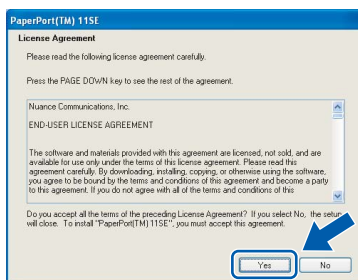 PaperPort(TM) 11SE
License Agreement
Please read the following license agreement carefully.
Press the PAGE DOWN key to see the rest of the agreement.
Nuance Communications, Inc.
END-USER LICENSE AGREEMENT
The software and materials provided with this agreement are licensed, not sold, and are
available for use only under the terms of this license agreement. Please read this
agreement carefully. By downloading, installing, copying, or otherwise using the software,
you agree to be bound by the terms and conditions of this agreement and become a party
to this agreement. If you do not agree with all of the terms and conditions of this
Do you accept all the terms of the preceding License Agreement? If you select No, the setup
will close. To install "PaperPort(TM) 11SE", you must accept this agreement.
Yes
No